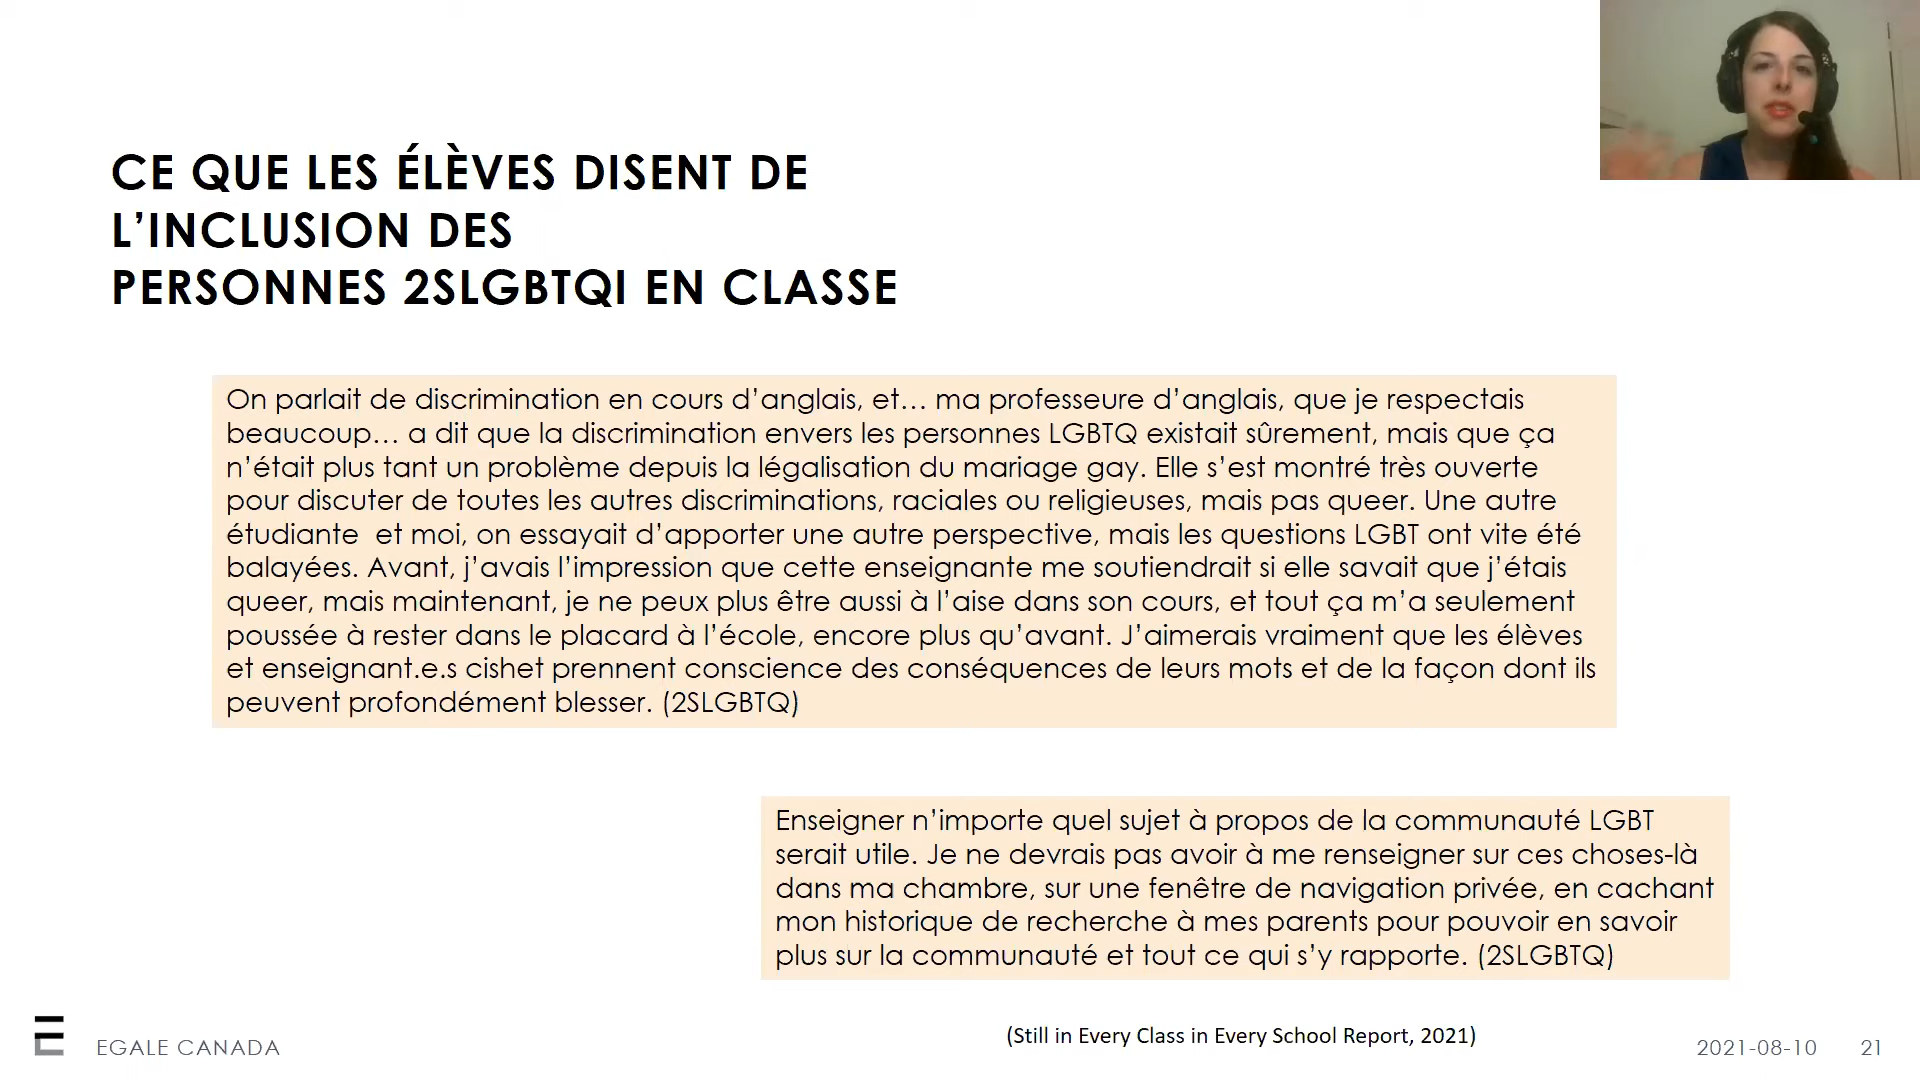 CE QUE LES ÉLÈVES DISENT DE
L’INCLUSION DES
PERSONNES 2SLGBTQI EN CLASSE
On parlait de discrimination en cours d’anglais, et… ma professeure d’anglais, que je respectais
beaucoup… a dit que la discrimination envers les personnes LGBTQ existait sûrement, mais que ça
n’était plus tant un problème depuis la légalisation du mariage gay. Elle s’est montré très ouverte
pour discuter de toutes les autres discriminations, raciales ou religieuses, mais pas queer. Une autre
étudiante  et moi, on essayait d’apporter une autre perspective, mais les questions LGBT ont vite été
balayées. Avant, j’avais l’impression que cette enseignante me soutiendrait si elle savait que j’étais
queer, mais maintenant, je ne peux plus être aussi à l’aise dans son cours, et tout ça m’a seulement
poussée à rester dans le placard à l’école, encore plus qu’avant. J’aimerais vraiment que les élèves
et enseignant.e.s cishet prennent conscience des conséquences de leurs mots et de la façon dont ils
peuvent profondément blesser. (2SLGBTQ)
Enseigner n’importe quel sujet à propos de la communauté LGBT
serait utile. Je ne devrais pas avoir à me renseigner sur ces choses-là
dans ma chambre, sur une fenêtre de navigation privée, en cachant
mon historique de recherche à mes parents pour pouvoir en savoir
plus sur la communauté et tout ce qui s’y rapporte. (2SLGBTQ)
(Still in Every Class in Every School Report, 2021)
EGALE CANADA
2021-08-10 21